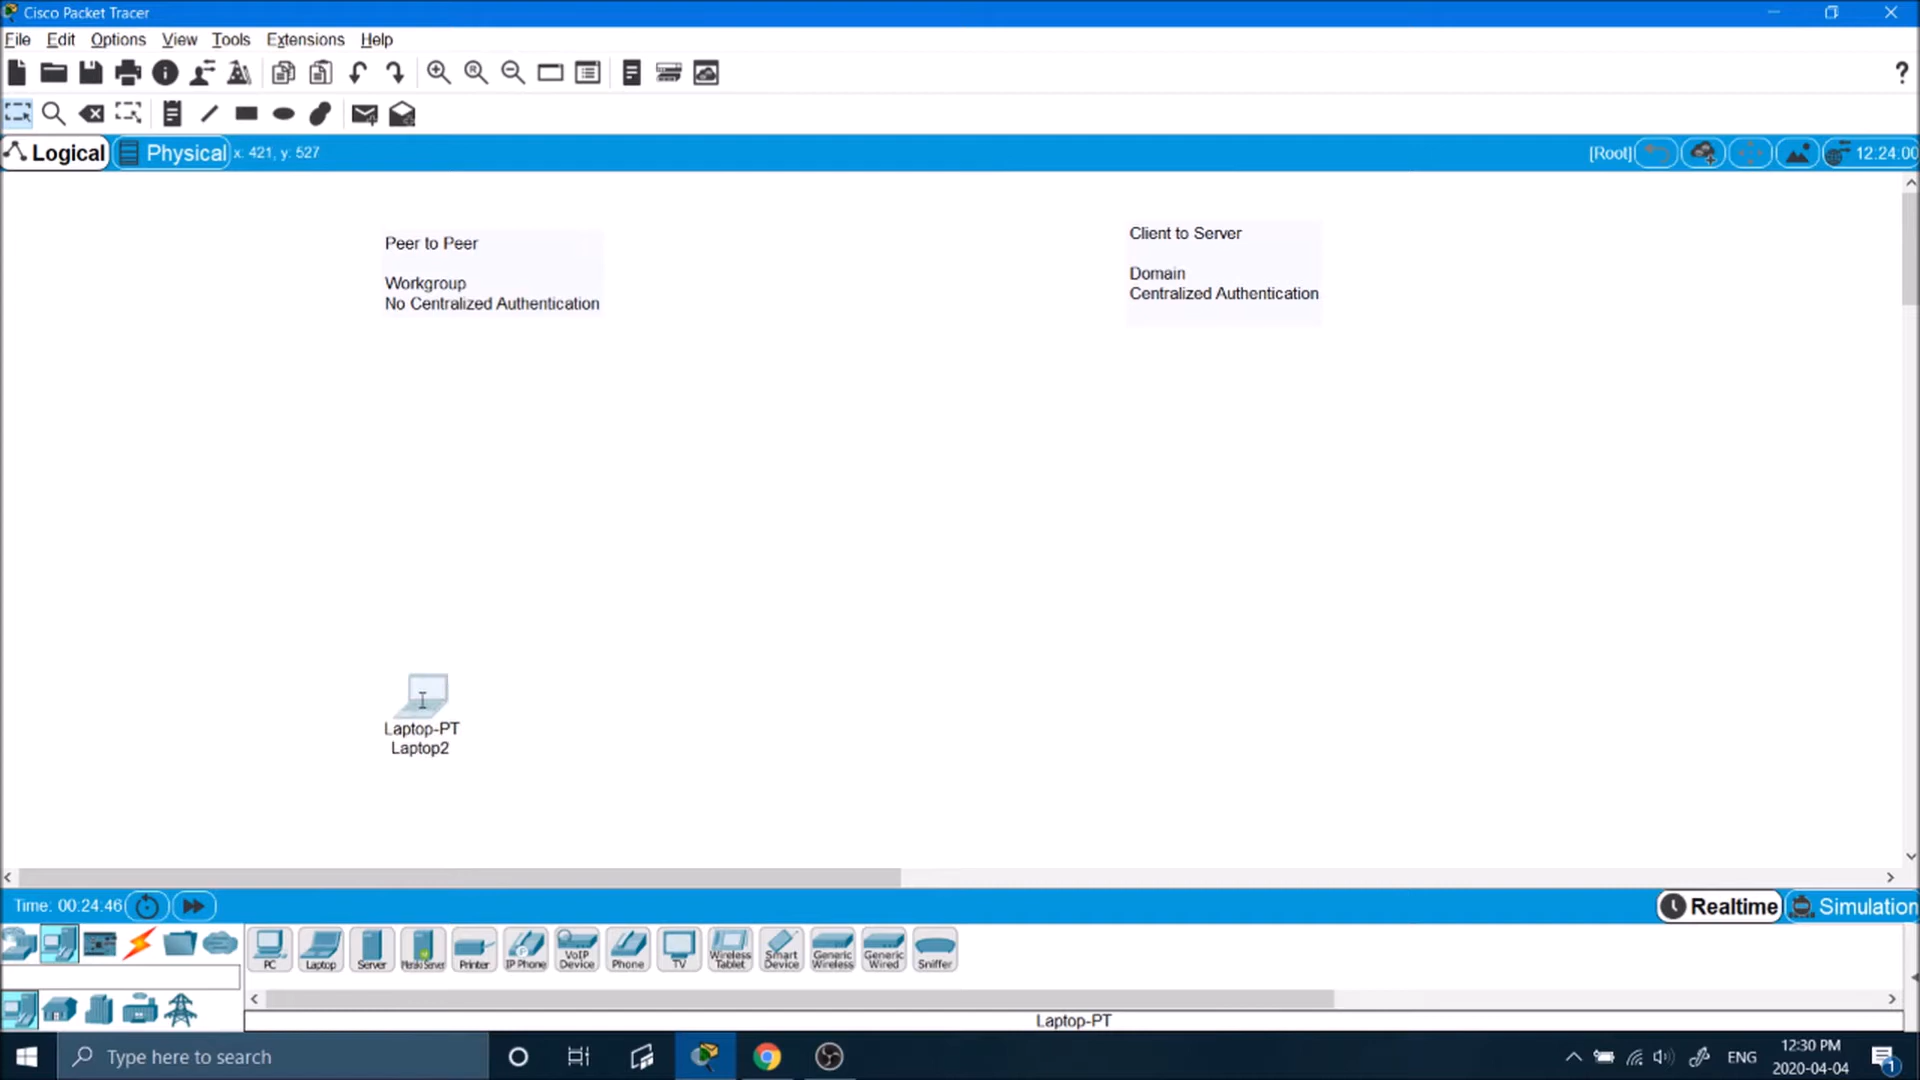 Cisco Packet Tracer
File Edit Options View Tools Extensions Help
?
Logical Physical x: 421, y: 527 [Root] 12:24:00
Peer to Peer
Workgroup
No Centralized Authentication
Client to Server
Domain
Centralized Authentication
Laptop-PT
Laptop2
Time: 00:24:46 Realtime Simulation
PC Laptop Server Meraki Server Printer IP Phone VoIP Device Phone TV Wireless Tablet Smart Device Generic Wireless Generic Wired Sniffer
Laptop-PT
Type here to search
ENG
12:30 PM
2020-04-04
1